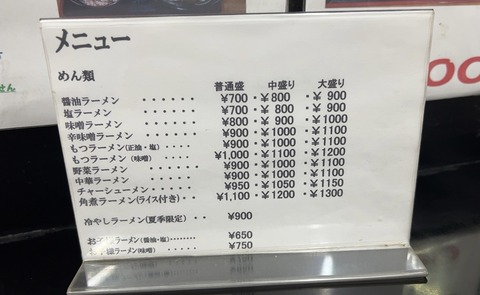 メニュー
めん類 普通盛 中盛り 大盛り
醤油ラーメン ・・・・・・ ¥700 ・¥ 800 ・¥ 900
塩ラーメン ・・・・・・ ¥700 ・¥ 800 ・¥ 900
味噌ラーメン ・・・・・・ ¥800 ・¥ 900 ・¥1000
辛味噌ラーメン ・・・・・ ¥900 ・¥1000 ・¥1100
もつラーメン(正油・塩)・・・・ ¥900 ・¥1000 ・¥1100
もつラーメン(味噌)・・・・・ ¥1,000 ・¥1100 ・¥1200
野菜ラーメン ・・・・・・ ¥900 ・¥1000 ・¥1100
中華ラーメン ・・・・・・ ¥900 ・¥1000 ・¥1100
チャーシューメン・・・・・ ¥950 ・¥1050 ・¥1150
角煮ラーメン(ライス付き)・・ ¥1,100 ・¥1200 ・¥1300
冷やしラーメン(夏季限定)・・ ¥900
ラーメン(醤油・塩)‥‥‥‥ ¥650
ラーメン(味噌)‥‥‥‥ ¥750
せん
OC